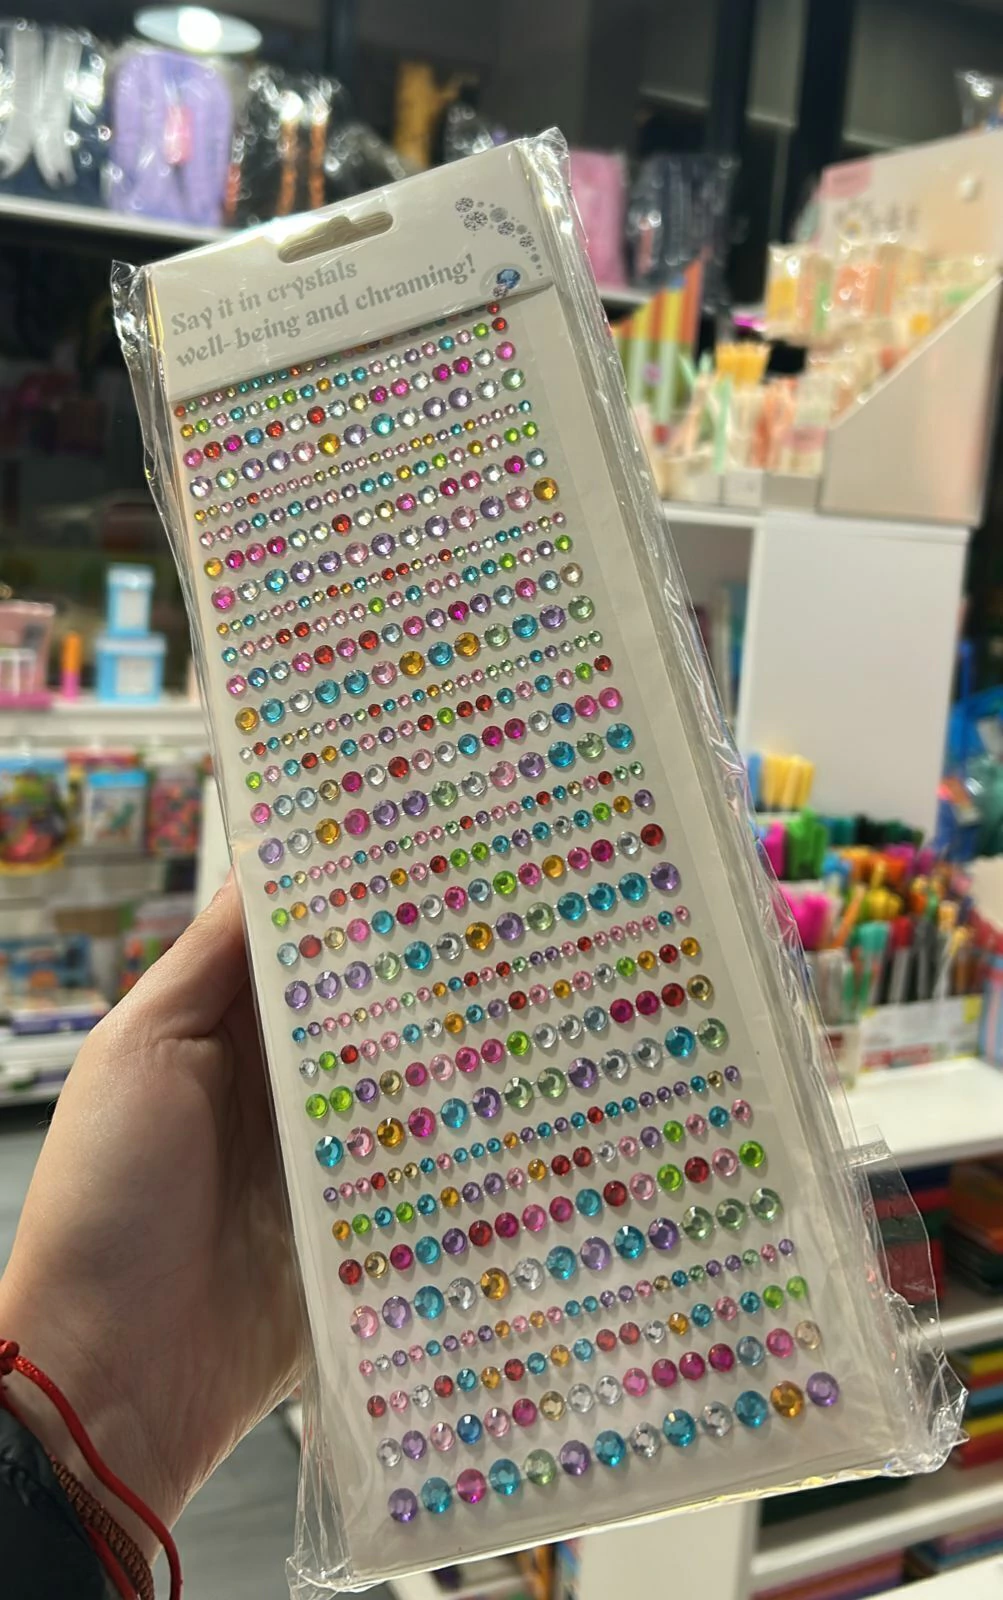 Say it in crystals
well-being and chraming!